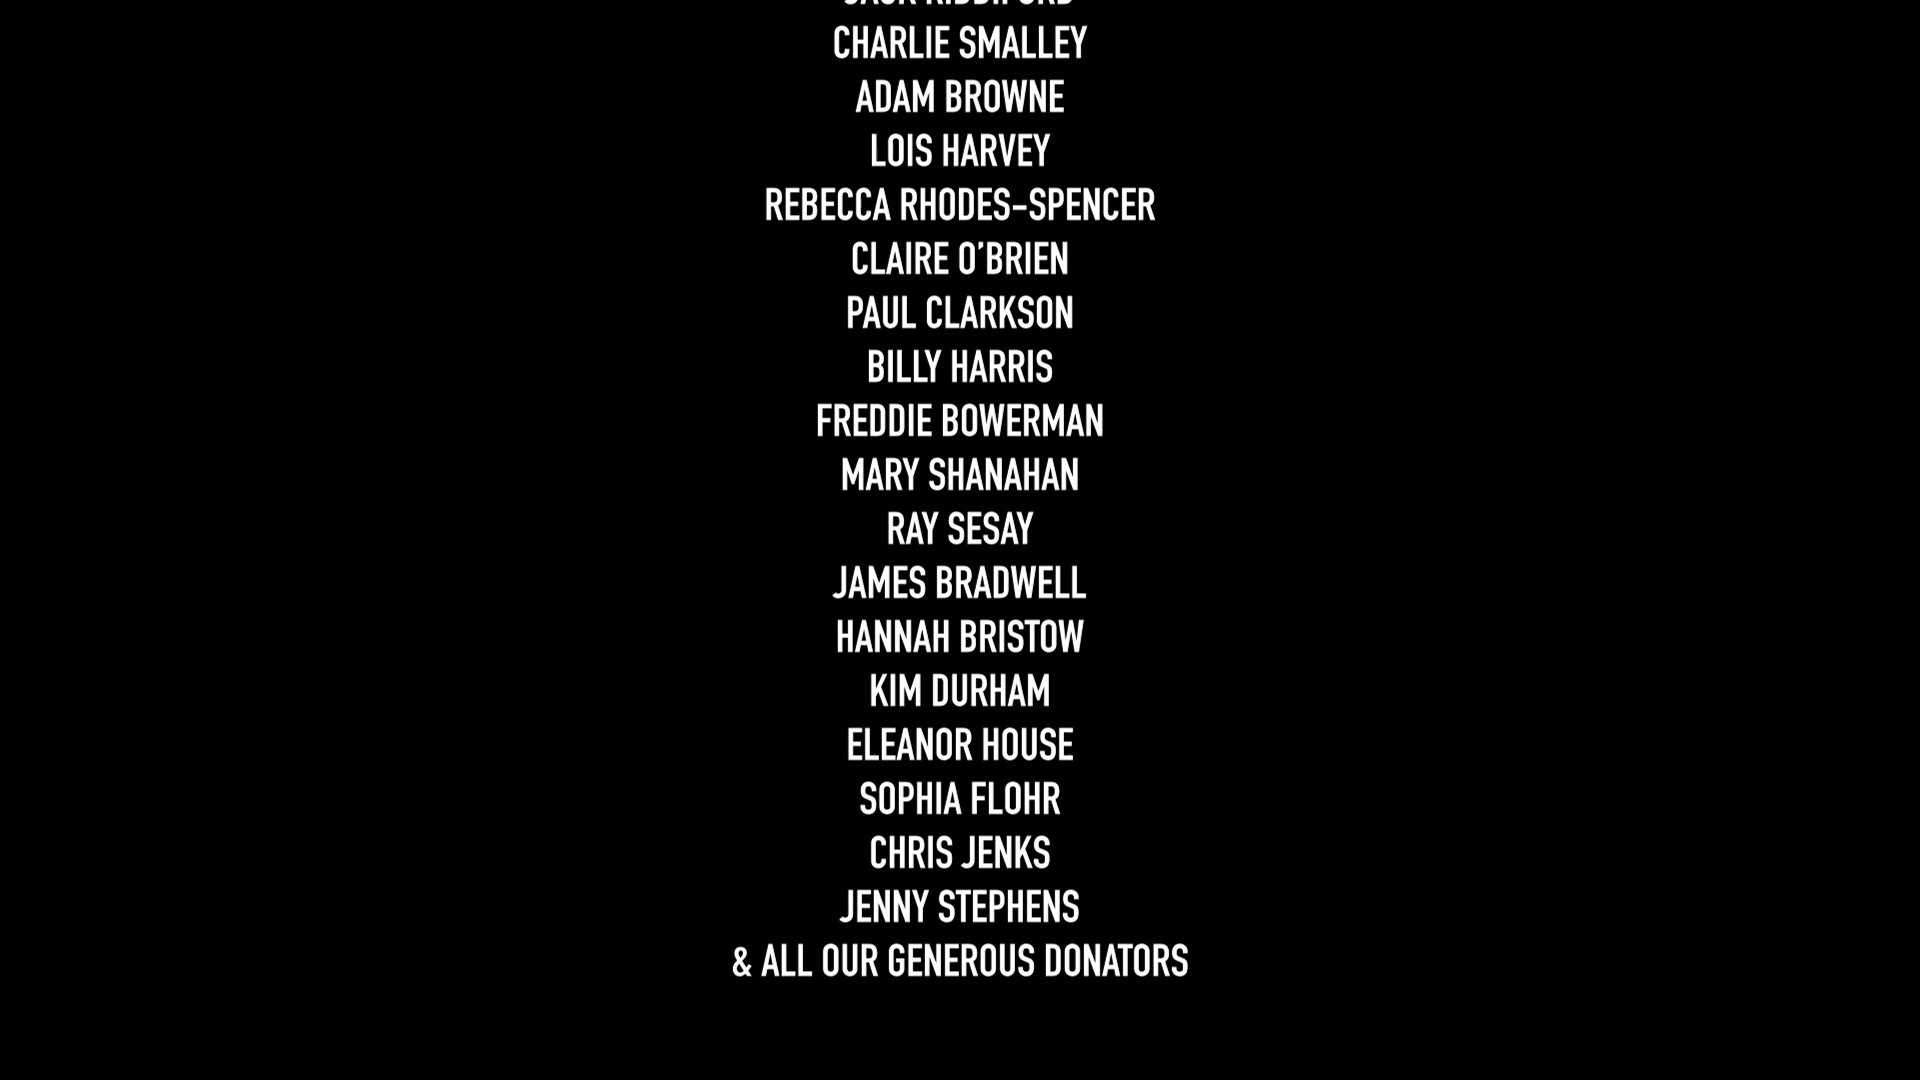 JACK RIDDIFORD
CHARLIE SMALLEY
ADAM BROWNE
LOIS HARVEY
REBECCA RHODES-SPENCER
CLAIRE O'BRIEN
PAUL CLARKSON
BILLY HARRIS
FREDDIE BOWERMAN
MARY SHANAHAN
RAY SESAY
JAMES BRADWELL
HANNAH BRISTOW
KIM DURHAM
ELEANOR HOUSE
SOPHIA FLOHR
CHRIS JENKS
JENNY STEPHENS
& ALL OUR GENEROUS DONATORS